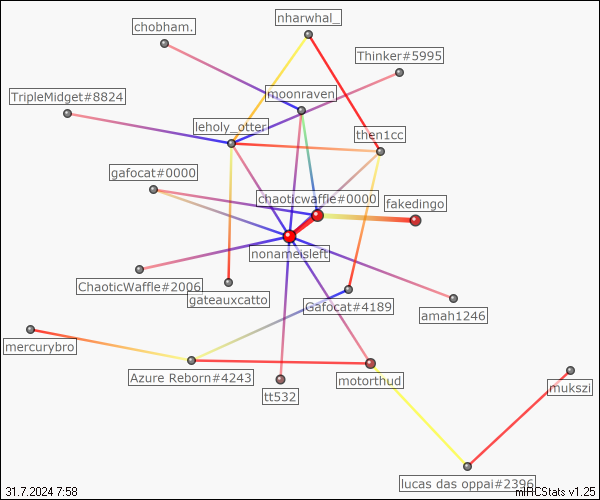 nharwhal_
chobham.
Thinker#5995
moonraven
TripleMidget#8824
leholy_otter
then1cc
gafocat#0000
chaoticwaffle#0000
fakedingo
nonameisleft
ChaoticWaffle#2006
gateauxcatto
Gafocat#4189
amah1246
mercurybro
Azure Reborn#4243
motorthud
mukszi
tt532
lucas das oppai#2396
31.7.2024 7:58
mIRCStats v1.25